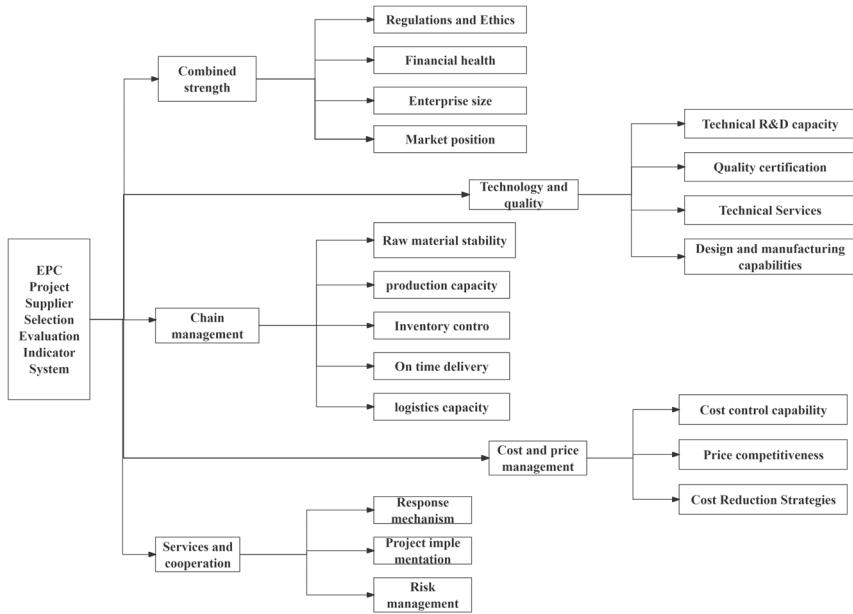 EPC
Project
Supplier
Selection
Evaluation
Indicator
System
Combined
strength
Regulations and Ethics
Financial health
Enterprise size
Market position
Technology and
quality
Technical R&D capacity
Quality certification
Technical Services
Design and manufacturing
capabilities
Chain
management
Raw material stability
production capacity
Inventory contro
On time delivery
logistics capacity
Cost and price
management
Cost control capability
Price competitiveness
Cost Reduction Strategies
Services and
cooperation
Response
mechanism
Project imple
mentation
Risk
management